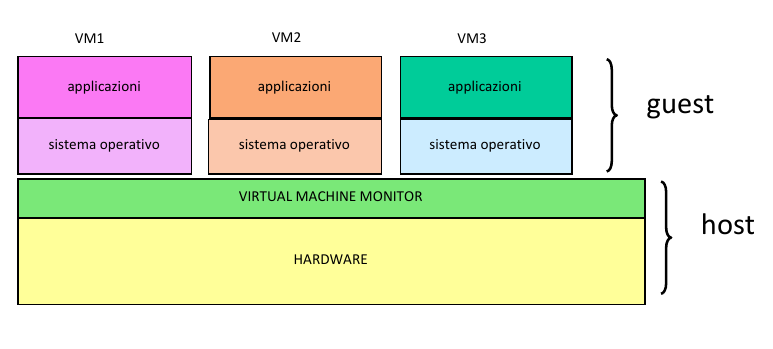 VM1
VM2
VM3
applicazioni
applicazioni
applicazioni
guest
sistema operativo
sistema operativo
sistema operativo
VIRTUAL MACHINE MONITOR
host
HARDWARE